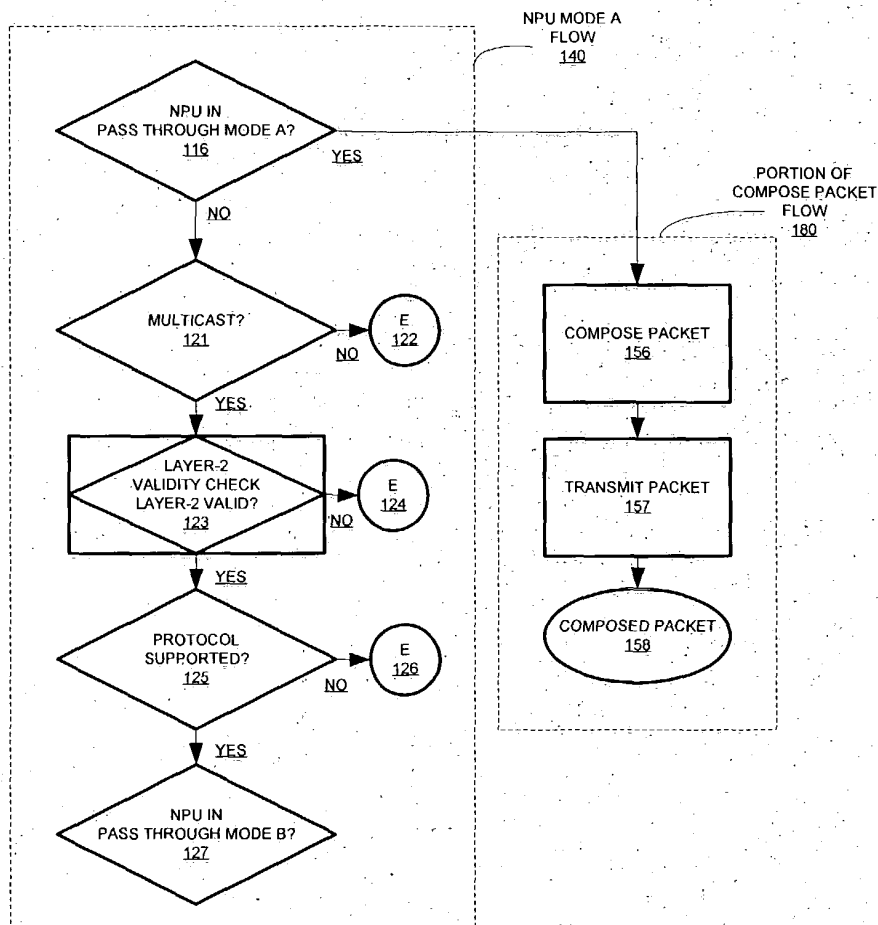 NPU MODE A
FLOW
140
NPU IN
PASS THROUGH MODE A?
116
YES
NO
PORTION OF
COMPOSE PACKET
FLOW
180
MULTICAST?
121
NO
E
122
YES
COMPOSE PACKET
156
LAYER-2
VALIDITY CHECK
LAYER-2 VALID?
123
NO
E
124
YES
TRANSMIT PACKET
157
PROTOCOL
SUPPORTED?
125
NO
E
126
YES
COMPOSED PACKET
158
NPU IN
PASS THROUGH MODE B?
127